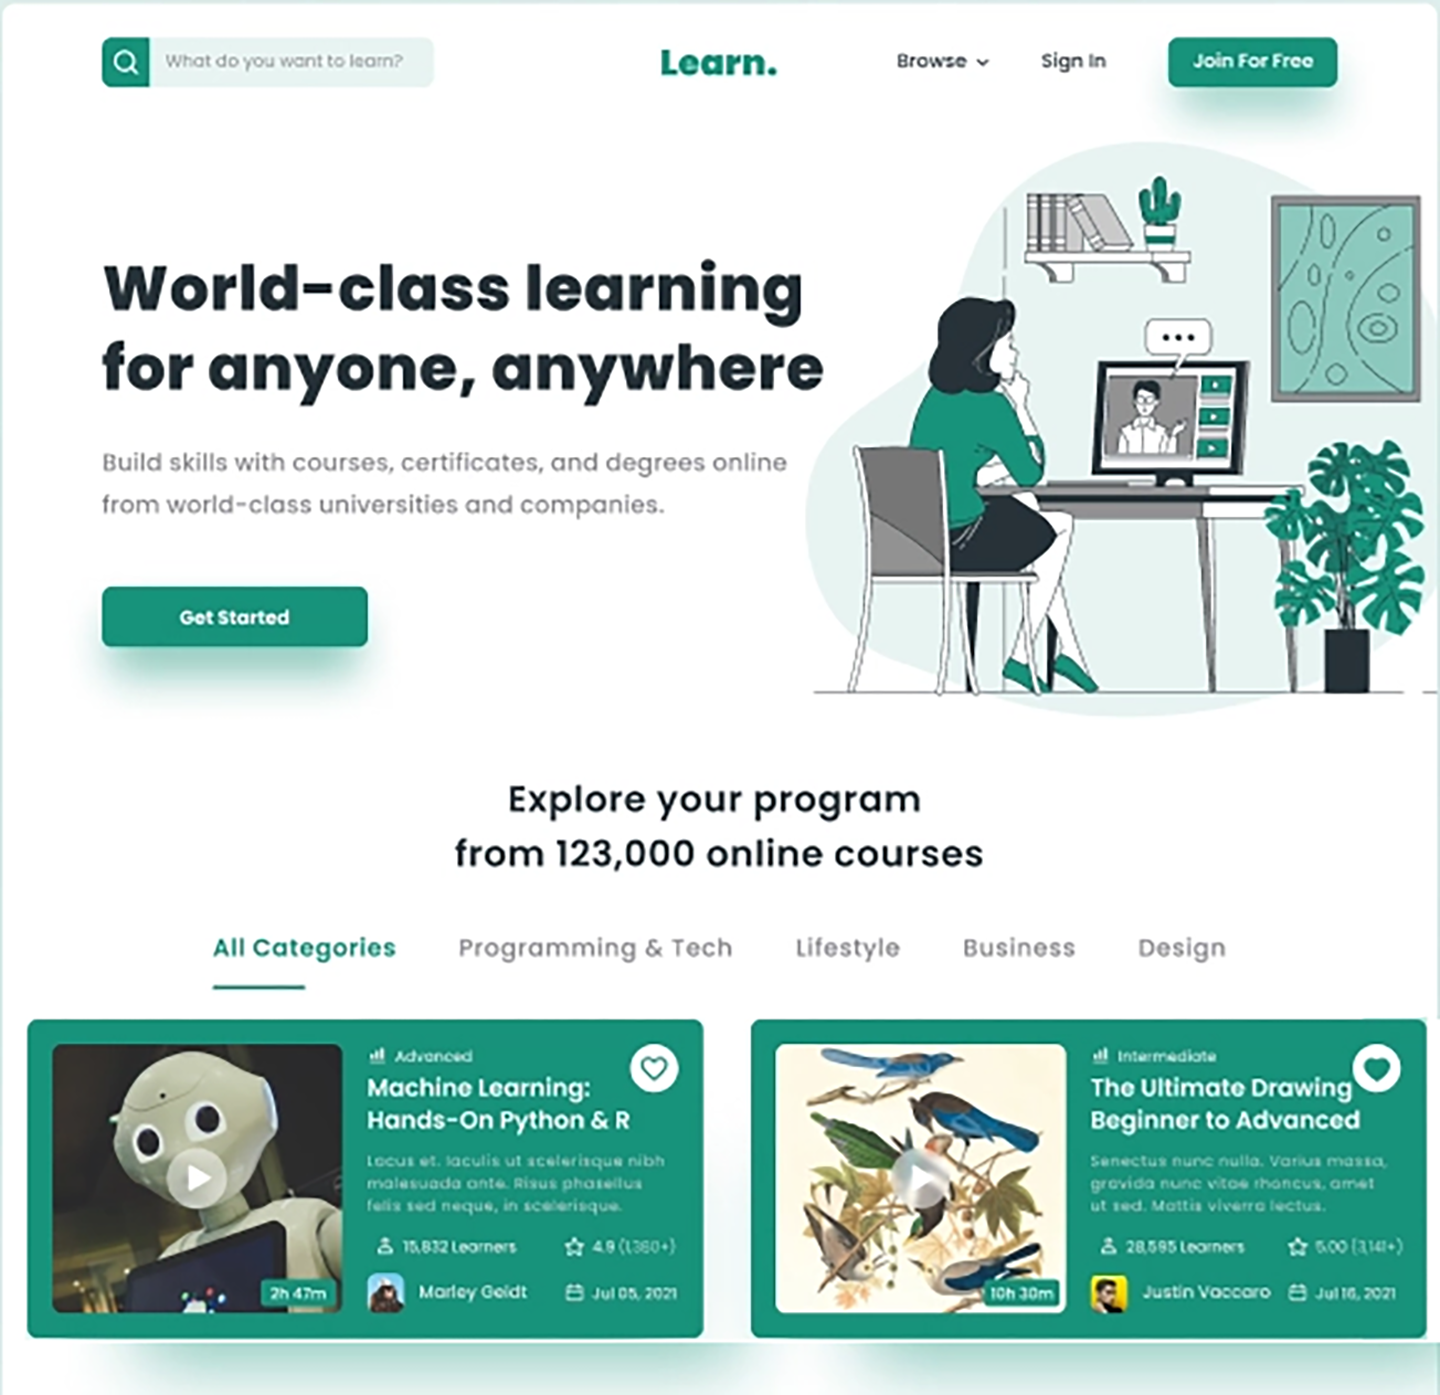 What do you want to learn?
Learn.
Browse
Sign In
Join For Free
World-class learning
for anyone, anywhere
Build skills with courses, certificates, and degrees online
from world-class universities and companies.
Get Started
Explore your program
from 123,000 online courses
All Categories
Programming & Tech
Lifestyle
Business
Design
Advanced
Machine Learning:
Hands-On Python & R
Lacus et. Iaculis ut scelerisque nibh
malesuada ante. Risus phasellus
felis sed neque, in scelerisque.
15,832 Learners
4.9 (1,360+)
2h 47m
Marley Geidt
Jul 05, 2021
Intermediate
The Ultimate Drawing
Beginner to Advanced
Senectus nunc nulla. Varius massa,
gravida nunc vitae rhoncus, amet
ut sed. Mattis viverra lectus.
28,595 Learners
5.00 (3,141+)
10h 30m
Justin Vaccaro
Jul 16, 2021